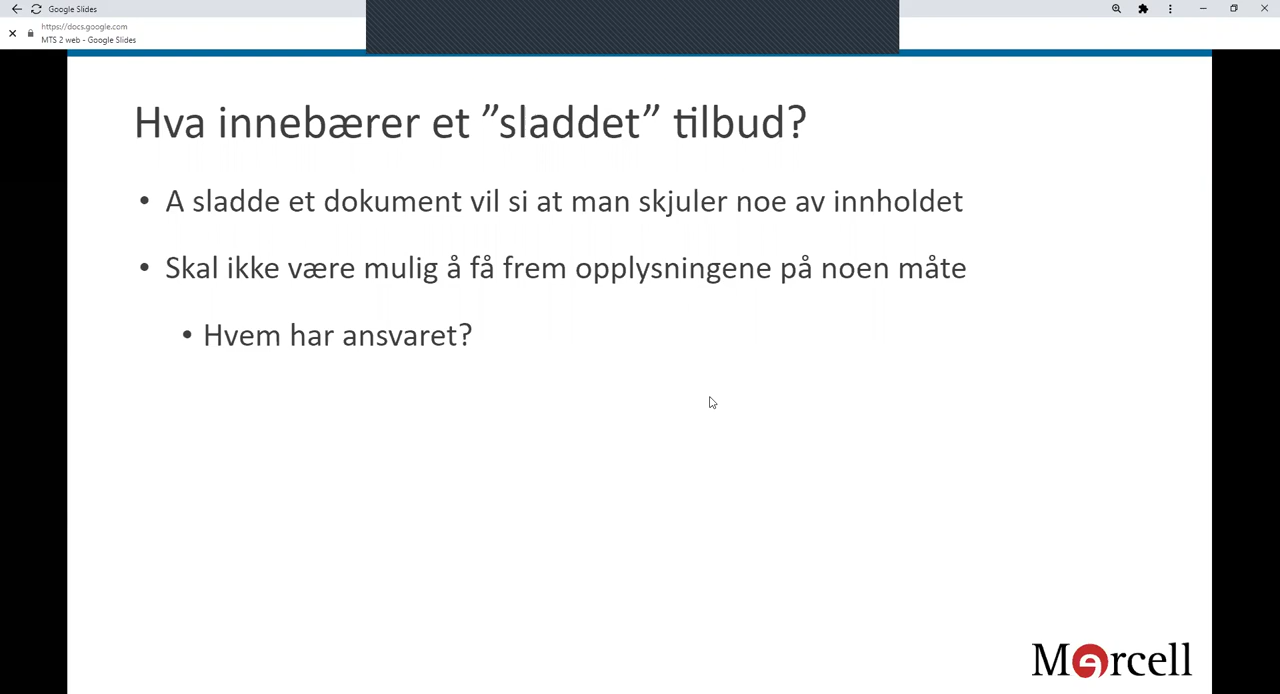 Google Slides
https://docs.google.com
MTS 2 web - Google Slides
Hva innebærer et ”sladdet” tilbud?
• A sladde et dokument vil si at man skjuler noe av innholdet
• Skal ikke være mulig å få frem opplysningene på noen måte
• Hvem har ansvaret?
Mercell